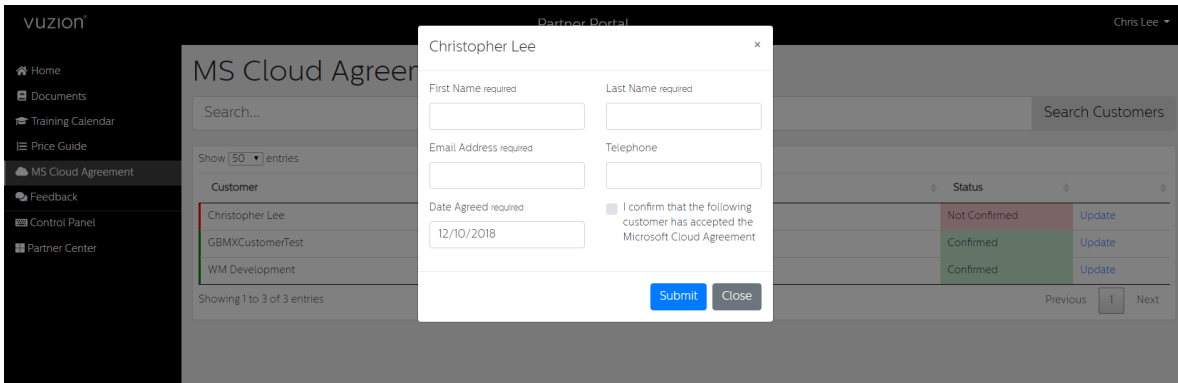 vuzion
Partner Portal
Chris Lee
Home
Documents
Training Calendar
Price Guide
MS Cloud Agreement
Feedback
Control Panel
Partner Center
MS Cloud Agreer
Search...
Search Customers
Show 50 entries
Customer
Status
Christopher Lee
Not Confirmed
Update
GBMXCustomerTest
Confirmed
Update
WM Development
Confirmed
Update
Showing 1 to 3 of 3 entries
Previous 1 Next
Christopher Lee ×
First Name required
Last Name required
Email Address required
Telephone
Date Agreed required
12/10/2018
I confirm that the following
customer has accepted the
Microsoft Cloud Agreement
Submit
Close